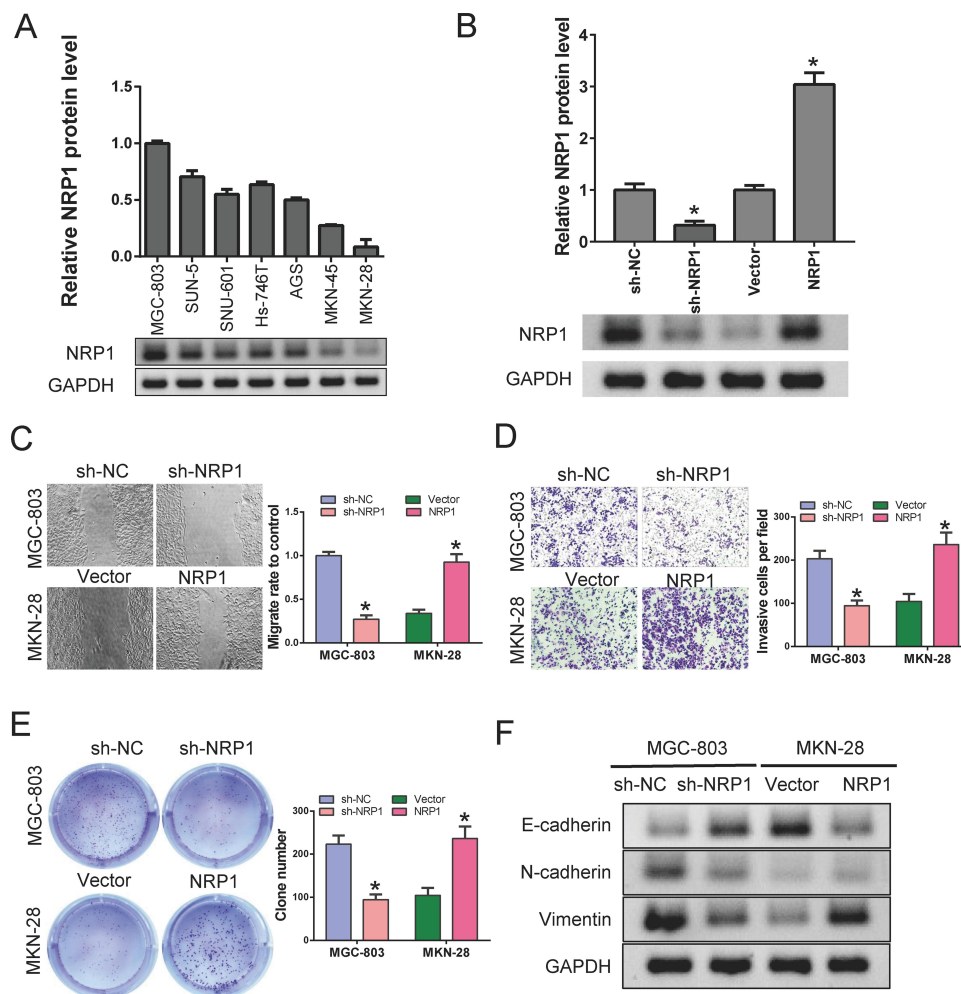 A
Relative NRP1 protein level
1.5
1.0
0.5
0.0
MGC-803
SUN-5
SNU-601
Hs-746T
AGS
MKN-45
MKN-28
NRP1
GAPDH
B
Relative NRP1 protein level
4
3
2
1
0
sh-NC
sh-NRP1
Vector
NRP1
*
*
NRP1
GAPDH
C
sh-NC
sh-NRP1
MGC-803
Vector
NRP1
MKN-28
sh-NC
Vector
sh-NRP1
NRP1
Migrate rate to control
1.5
1.0
0.5
0.0
*
*
MGC-803
MKN-28
D
sh-NC
sh-NRP1
MGC-803
Vector
NRP1
MKN-28
sh-NC
Vector
sh-NRP1
NRP1
Invasive cells per field
300
200
100
0
*
*
MGC-803
MKN-28
E
sh-NC
sh-NRP1
MGC-803
Vector
NRP1
MKN-28
sh-NC
Vector
sh-NRP1
NRP1
Clone number
300
200
100
0
*
*
MGC-803
MKN-28
F
MGC-803
MKN-28
sh-NC sh-NRP1 Vector NRP1
E-cadherin
N-cadherin
Vimentin
GAPDH